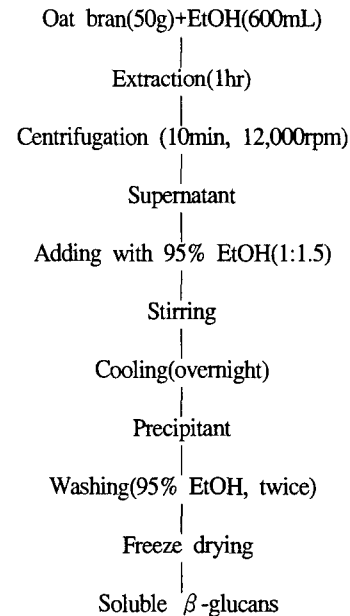 Oat bran(50g)+EtOH(600mL)
Extraction(1hr)
Centrifugation (10min, 12,000rpm)
Supernatant
Adding with 95% EtOH(1:1.5)
Stirring
Cooling(overnight)
Precipitant
Washing(95% EtOH, twice)
Freeze drying
Soluble β-glucans